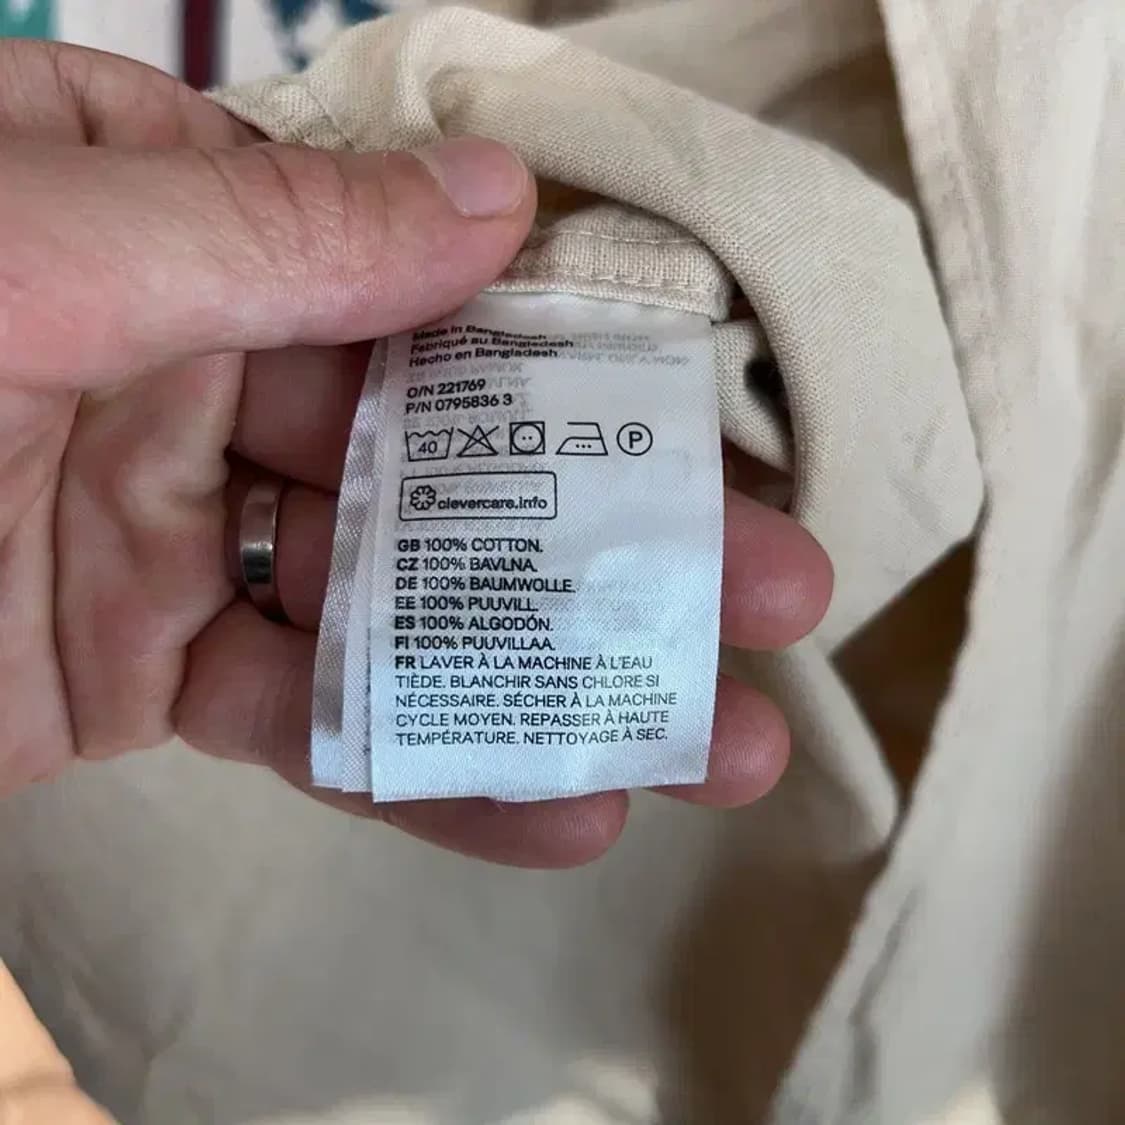 Made in Bangladesh
Fabriqué au Bangladesh
Hecho en Bangladesh
O/N 221769
P/N 0795836 3
40
P
clevercare.info
GB 100% COTTON.
CZ 100% BAVLNA.
DE 100% BAUMWOLLE.
EE 100% PUUVILL.
ES 100% ALGODÓN.
FI 100% PUUVILLAA.
FR LAVER À LA MACHINE À L'EAU
TIÈDE. BLANCHIR SANS CHLORE SI
NÉCESSAIRE. SÉCHER À LA MACHINE
CYCLE MOYEN. REPASSER À HAUTE
TEMPÉRATURE. NETTOYAGE À SEC.